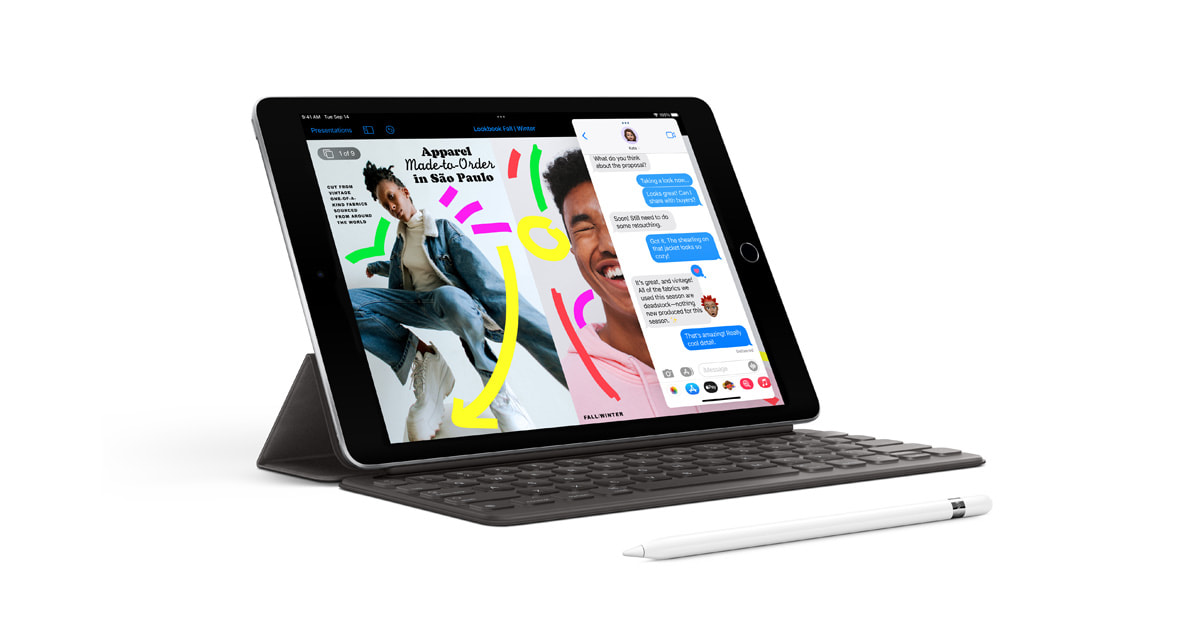 9:41 AM Tue Sep 14
100%
Presentations
Lookbook Fall | Winter
1 of 9
Apparel
Made-to-Order
in São Paulo
CUT FROM
VINTAGE
ONE-OF-A-
KIND FABRICS
SOURCED
FROM AROUND
THE WORLD
FALL/WINTER
What do you think
about the proposal?
Taking a look now...
Looks great! Can I
share with buyers?
Soon! Still need to do
some retouching.
Got it. The shearling on
that jacket looks so
cozy!
It's great, and vintage!
All of the fabrics we
used this season are
deadstock—nothing
new produced for this
season.
That's amazing! Really
cool detail.
Delivered
iMessage
Pay